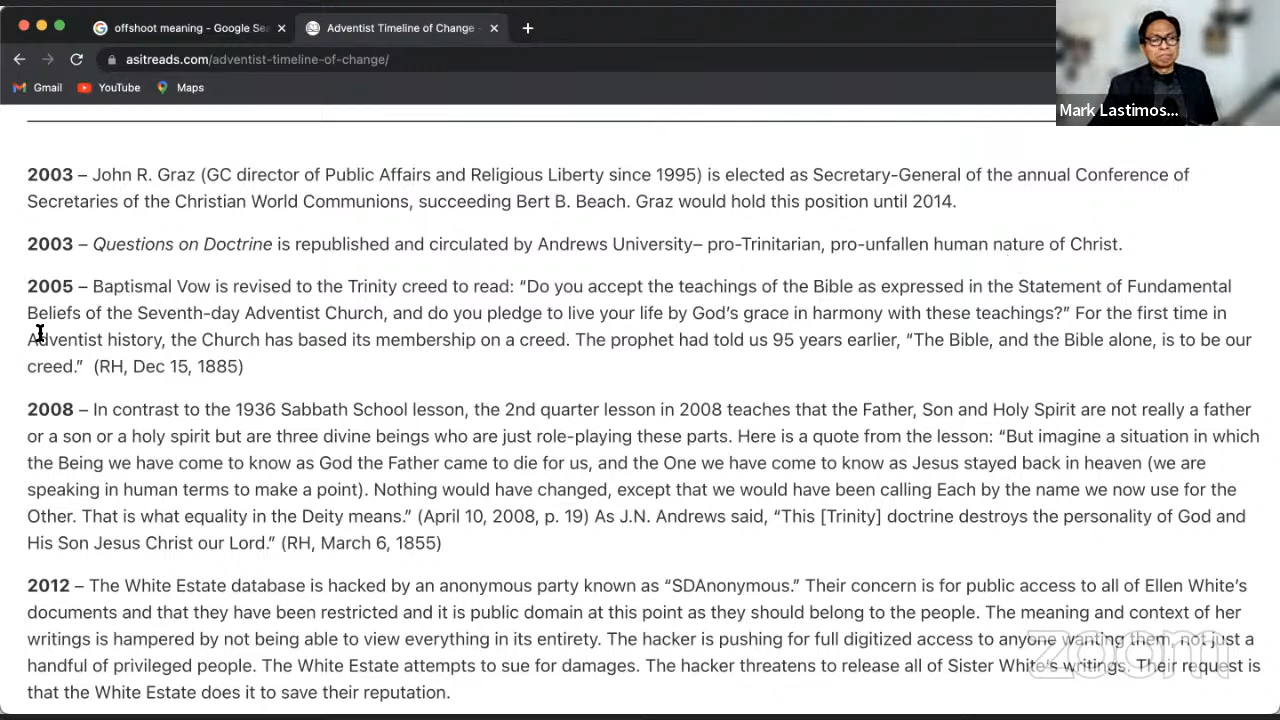 offshoot meaning - Google Se
Adventist Timeline of Change -
asitreads.com/adventist-timeline-of-change/
Gmail YouTube Maps
Mark Lastimos...
2003 – John R. Graz (GC director of Public Affairs and Religious Liberty since 1995) is elected as Secretary-General of the annual Conference of
Secretaries of the Christian World Communions, succeeding Bert B. Beach. Graz would hold this position until 2014.
2003 – Questions on Doctrine is republished and circulated by Andrews University– pro-Trinitarian, pro-unfallen human nature of Christ.
2005 – Baptismal Vow is revised to the Trinity creed to read: “Do you accept the teachings of the Bible as expressed in the Statement of Fundamental
Beliefs of the Seventh-day Adventist Church, and do you pledge to live your life by God’s grace in harmony with these teachings?” For the first time in
Adventist history, the Church has based its membership on a creed. The prophet had told us 95 years earlier, “The Bible, and the Bible alone, is to be our
creed.” (RH, Dec 15, 1885)
2008 – In contrast to the 1936 Sabbath School lesson, the 2nd quarter lesson in 2008 teaches that the Father, Son and Holy Spirit are not really a father
or a son or a holy spirit but are three divine beings who are just role-playing these parts. Here is a quote from the lesson: “But imagine a situation in which
the Being we have come to know as God the Father came to die for us, and the One we have come to know as Jesus stayed back in heaven (we are
speaking in human terms to make a point). Nothing would have changed, except that we would have been calling Each by the name we now use for the
Other. That is what equality in the Deity means.” (April 10, 2008, p. 19) As J.N. Andrews said, “This [Trinity] doctrine destroys the personality of God and
His Son Jesus Christ our Lord.” (RH, March 6, 1855)
2012 – The White Estate database is hacked by an anonymous party known as “SDAnonymous.” Their concern is for public access to all of Ellen White’s
documents and that they have been restricted and it is public domain at this point as they should belong to the people. The meaning and context of her
writings is hampered by not being able to view everything in its entirety. The hacker is pushing for full digitized access to anyone wanting them, not just a
handful of privileged people. The White Estate attempts to sue for damages. The hacker threatens to release all of Sister White’s writings. Their request is
that the White Estate does it to save their reputation.
zoom